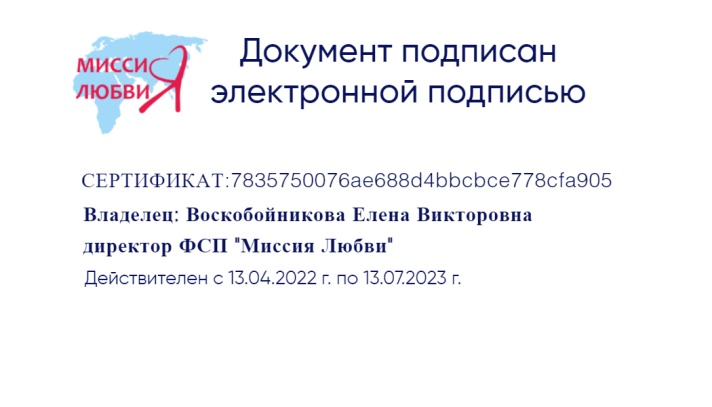 МИССИЯ
ЛЮБВИ
Документ подписан
электронной подписью
СЕРТИФИКАТ:7835750076ae688d4bbcbce778cfa905
Владелец: Воскобойникова Елена Викторовна
директор ФСП "Миссия Любви"
Действителен с 13.04.2022 г. по 13.07.2023 г.